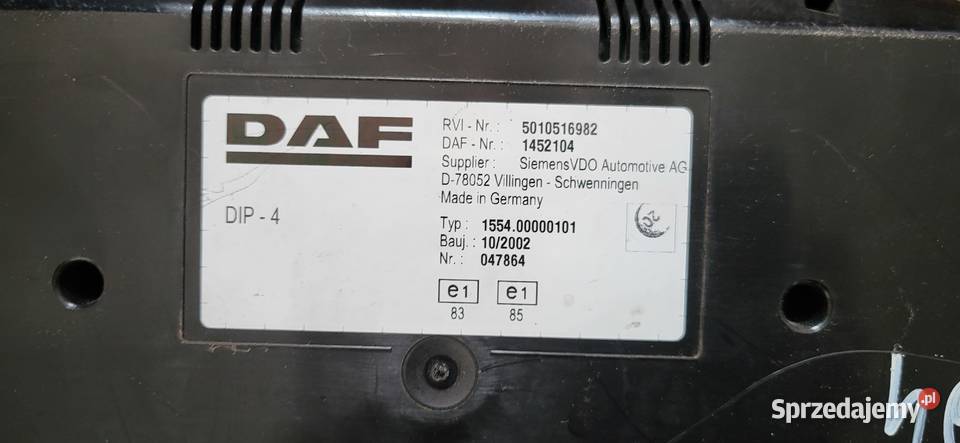 DAF
DIP - 4
RVI - Nr. : 5010516982
DAF - Nr. : 1452104
Supplier : SiemensVDO Automotive AG
D-78052 Villingen - Schwenningen
Made in Germany
Typ : 1554.00000101
Bauj. : 10/2002
Nr. : 047864
e1 e1
83 85
Sprzedajemy.pl